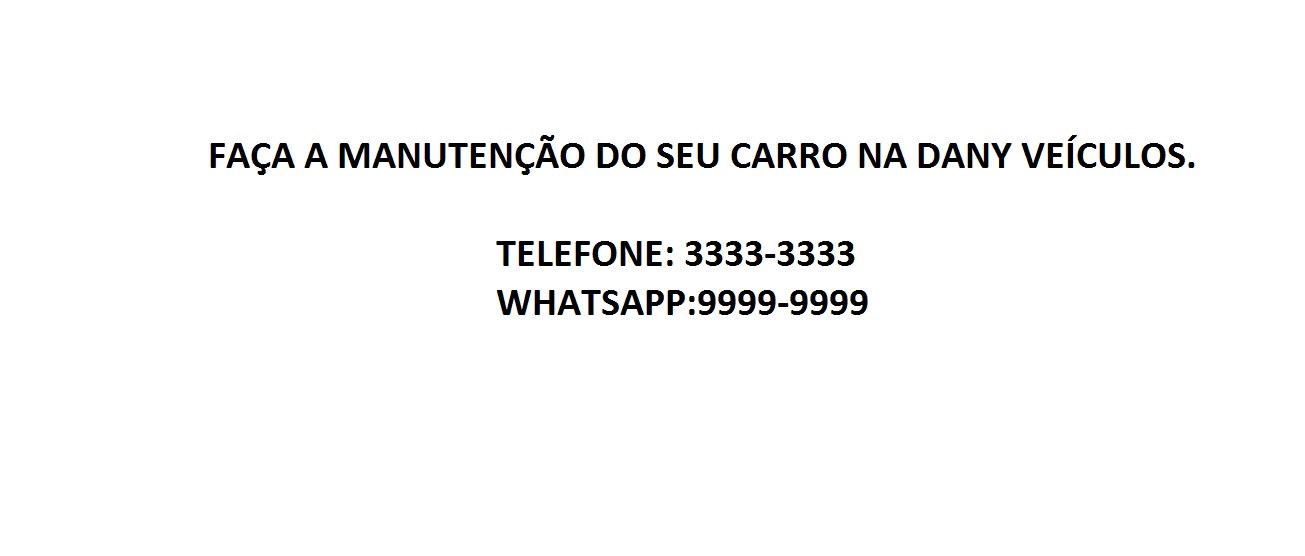 FAÇA A MANUTENÇÃO DO SEU CARRO NA DANY VEÍCULOS.
TELEFONE: 3333-3333
WHATSAPP:9999-9999